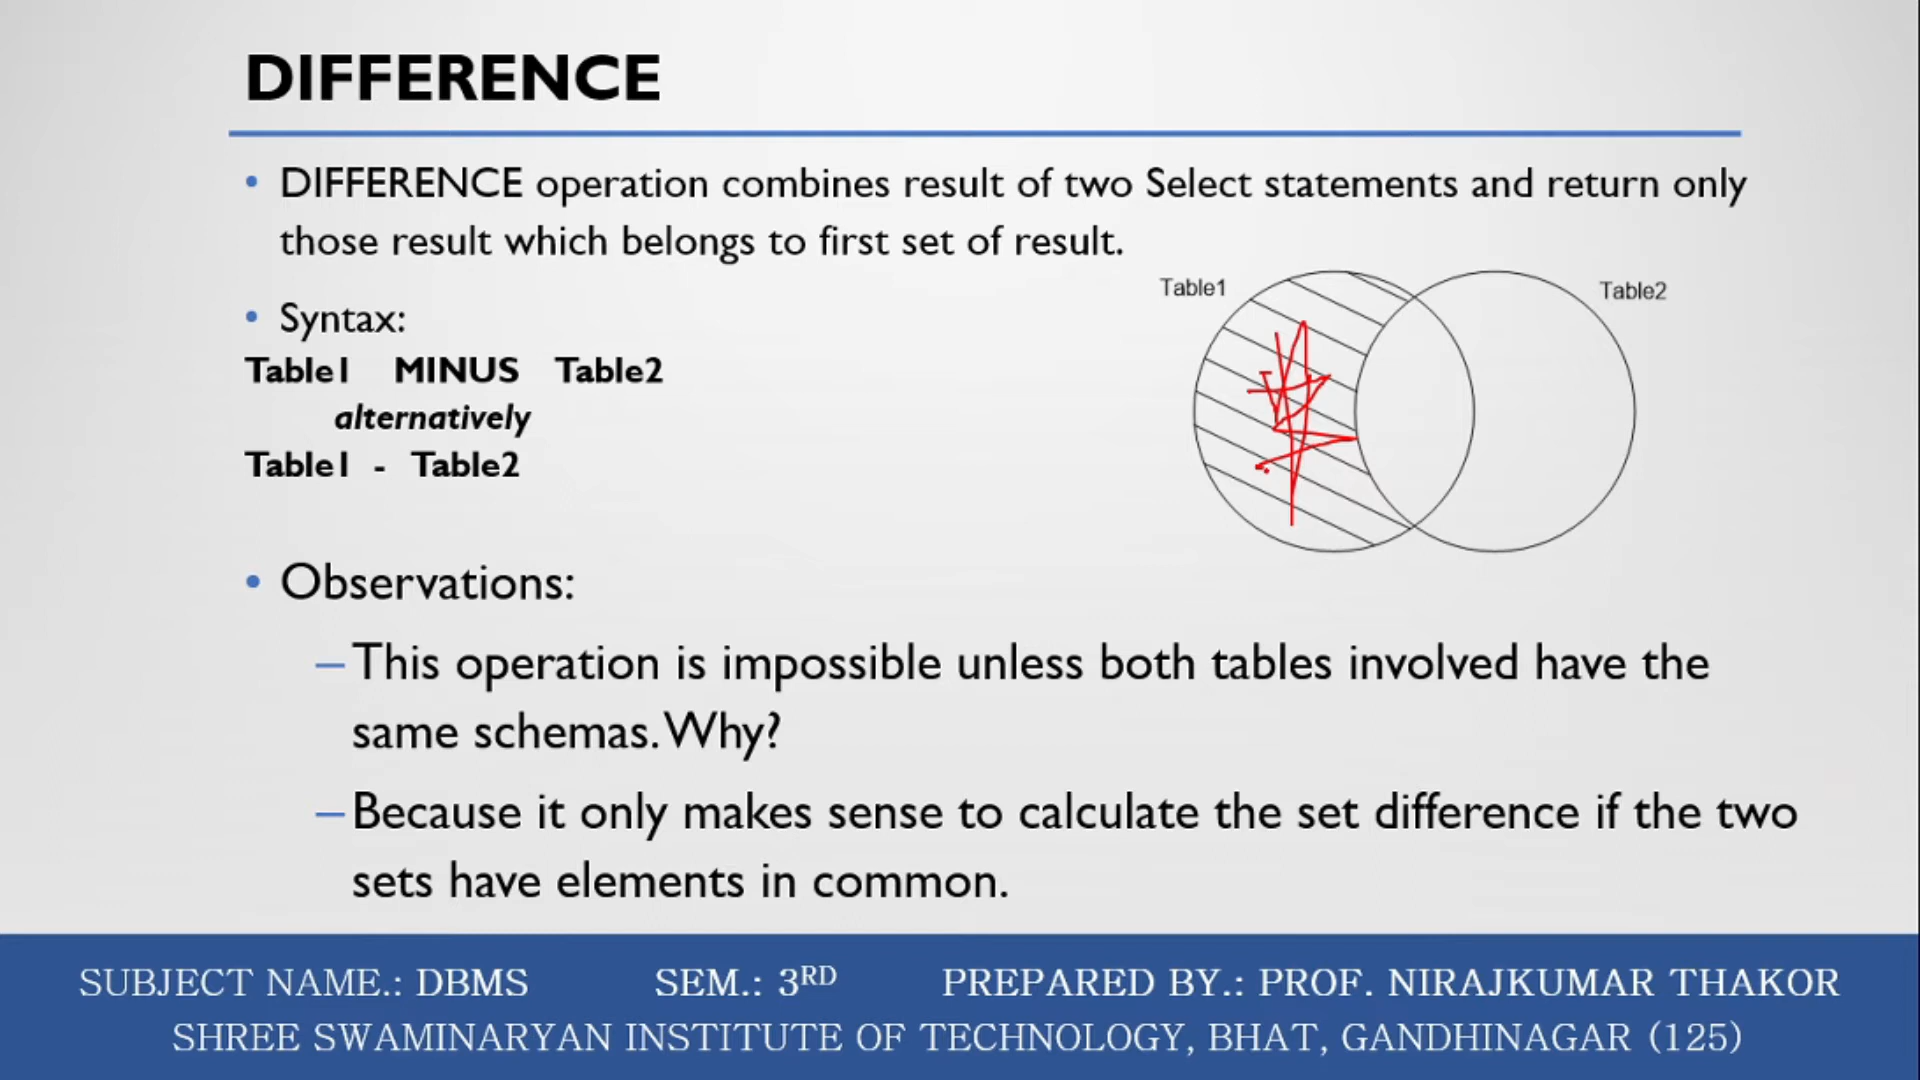 DIFFERENCE
• DIFFERENCE operation combines result of two Select statements and return only
those result which belongs to first set of result.
Table1
Table2
• Syntax:
Table1 MINUS Table2
alternatively
Table1 - Table2
• Observations:
–This operation is impossible unless both tables involved have the
same schemas. Why?
–Because it only makes sense to calculate the set difference if the two
sets have elements in common.
SUBJECT NAME.: DBMS SEM.: 3RD PREPARED BY.: PROF. NIRAJKUMAR THAKOR
SHREE SWAMINARYAN INSTITUTE OF TECHNOLOGY, BHAT, GANDHINAGAR (125)